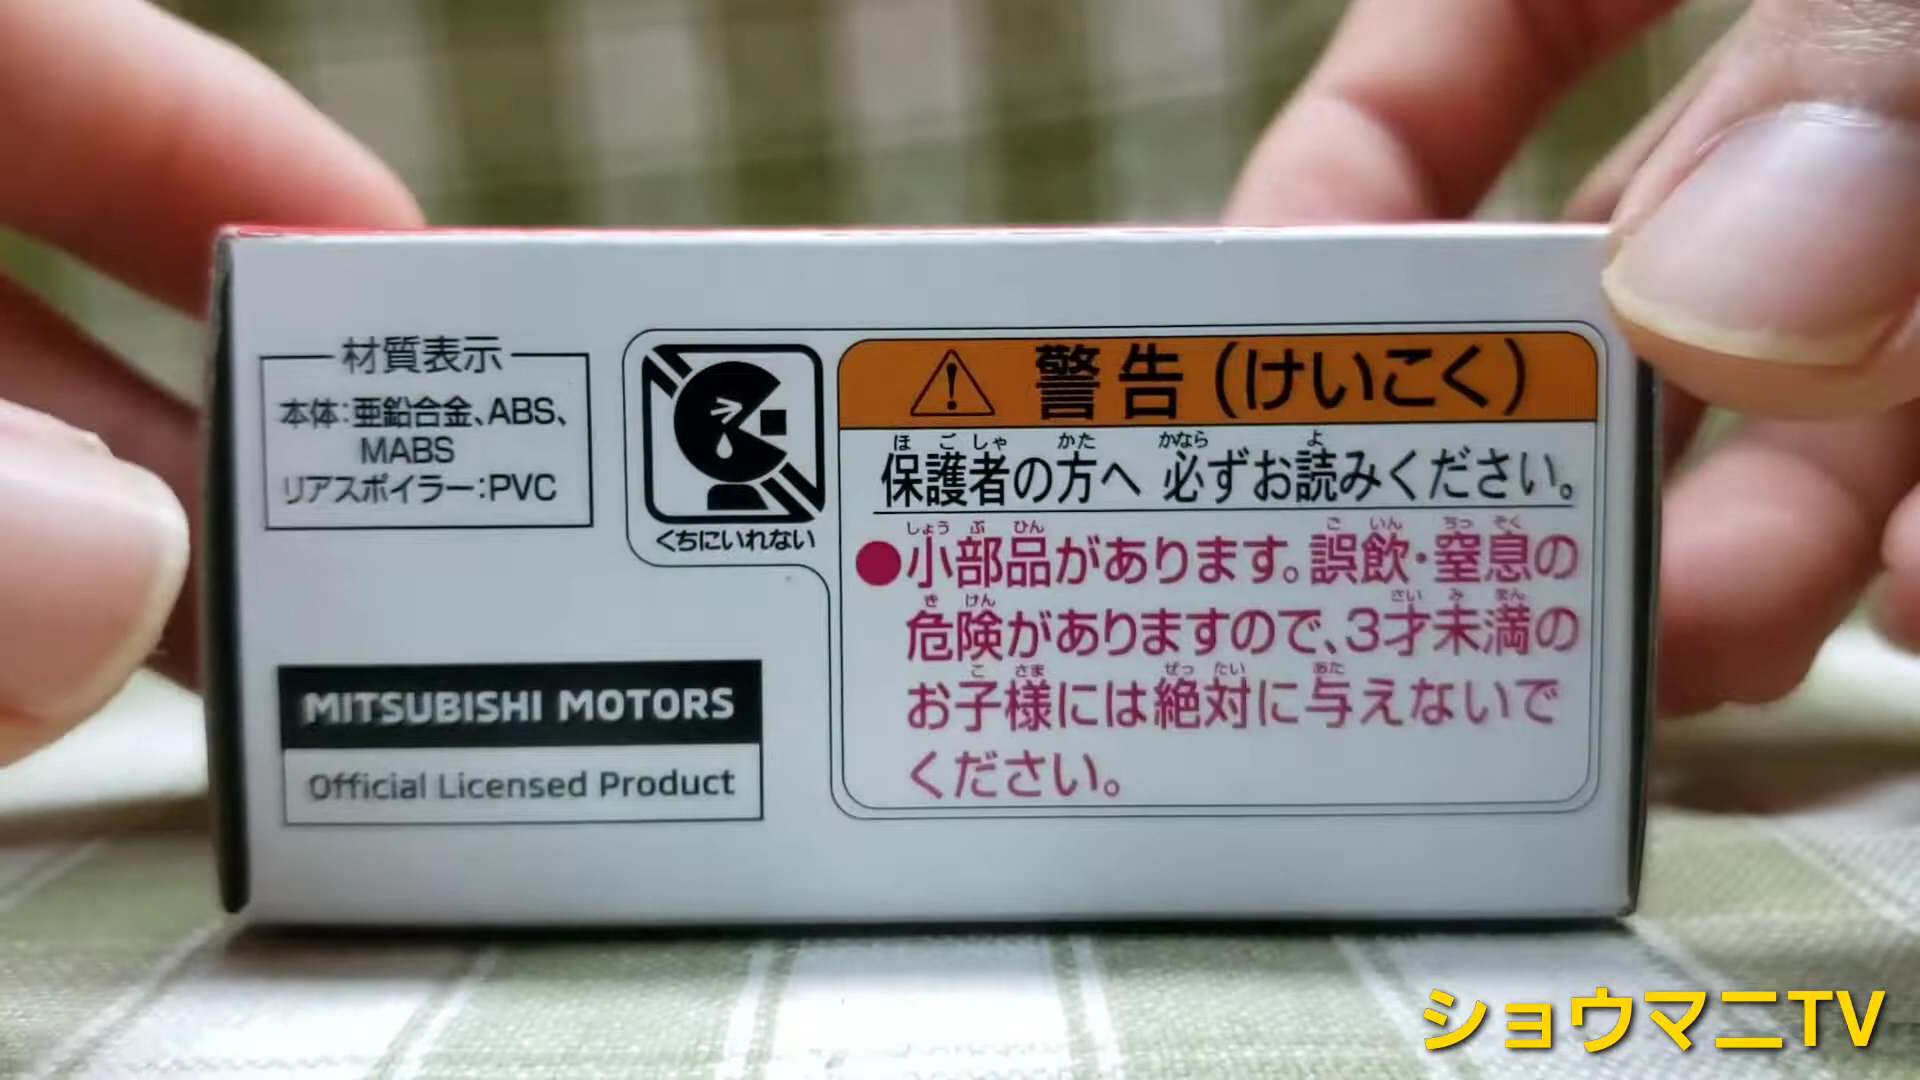 材質表示
本体:亜鉛合金、ABS、
MABS
リアスポイラー:PVC
くちにいれない
MITSUBISHI MOTORS
Official Licensed Product
警告(けいこく)
ほごしゃ かた かなら よ
保護者の方へ 必ずお読みください。
しょうぶひん ごいん ちっそく
●小部品があります。誤飲・窒息の
きけん さいみまん
危険がありますので、3才未満の
こさま ぜったい あた
お子様には絶対に与えないで
ください。
ショウマニTV